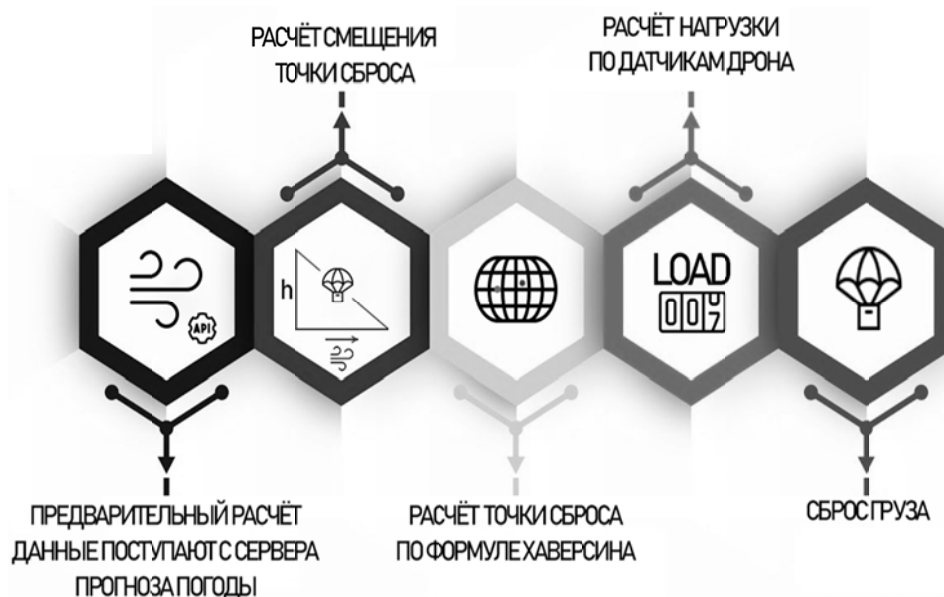 РАСЧЁТ СМЕЩЕНИЯ
ТОЧКИ СБРОСА
РАСЧЁТ НАГРУЗКИ
ПО ДАТЧИКАМ ДРОНА
API
h
LOAD
007
ПРЕДВАРИТЕЛЬНЫЙ РАСЧЁТ
ДАННЫЕ ПОСТУПАЮТ С СЕРВЕРА
ПРОГНОЗА ПОГОДЫ
РАСЧЁТ ТОЧКИ СБРОСА
ПО ФОРМУЛЕ ХАВЕРСИНА
СБРОС ГРУЗА